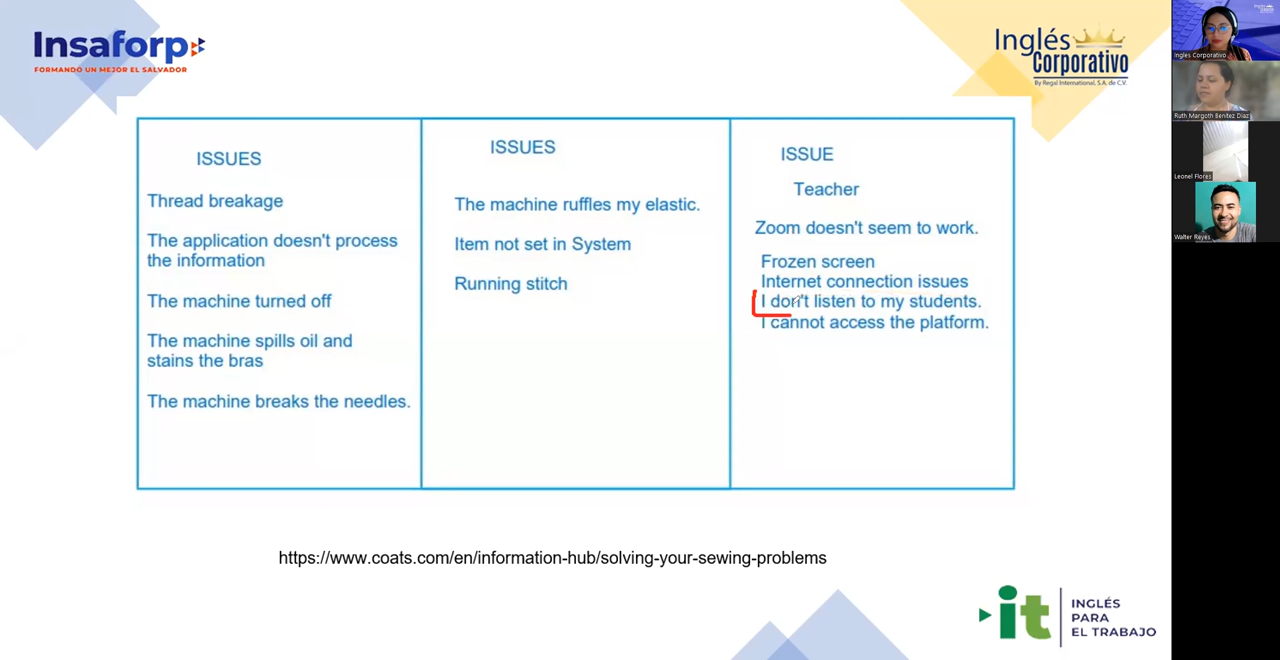 Insaforp
FORMANDO UN MEJOR EL SALVADOR
Inglés
Corporativo
By Regal International, S.A. de C.V.
ISSUES
Thread breakage
The application doesn't process
the information
The machine turned off
The machine spills oil and
stains the bras
The machine breaks the needles.
ISSUES
The machine ruffles my elastic.
Item not set in System
Running stitch
ISSUE
Teacher
Zoom doesn't seem to work.
Frozen screen
Internet connection issues
I don't listen to my students.
I cannot access the platform.
https://www.coats.com/en/information-hub/solving-your-sewing-problems
it
INGLÉS
PARA
EL TRABAJO
Ingles Corporativo
Ruth Margoth Benitez Diaz
Leonel Flores
Walter Reyes